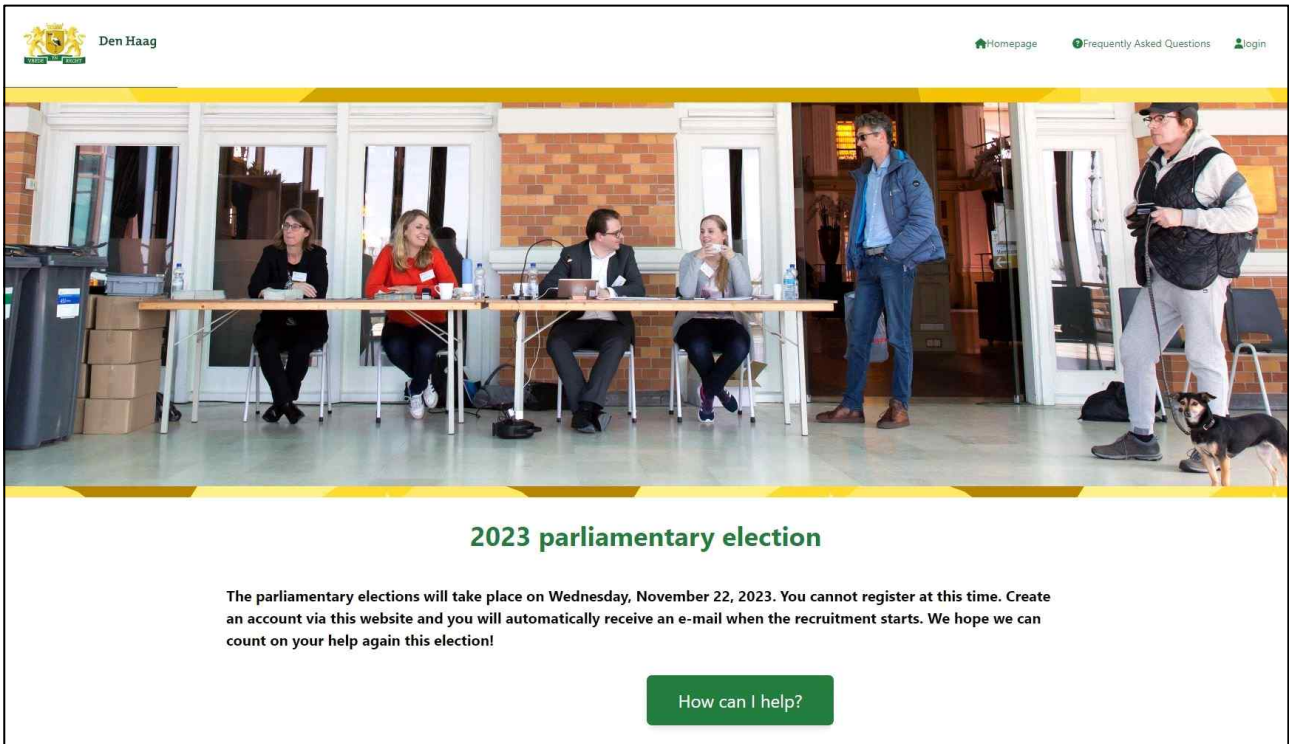 Den Haag
VREDE EN RECHT
Homepage
Frequently Asked Questions
login
2023 parliamentary election
The parliamentary elections will take place on Wednesday, November 22, 2023. You cannot register at this time. Create
an account via this website and you will automatically receive an e-mail when the recruitment starts. We hope we can
count on your help again this election!
How can I help?